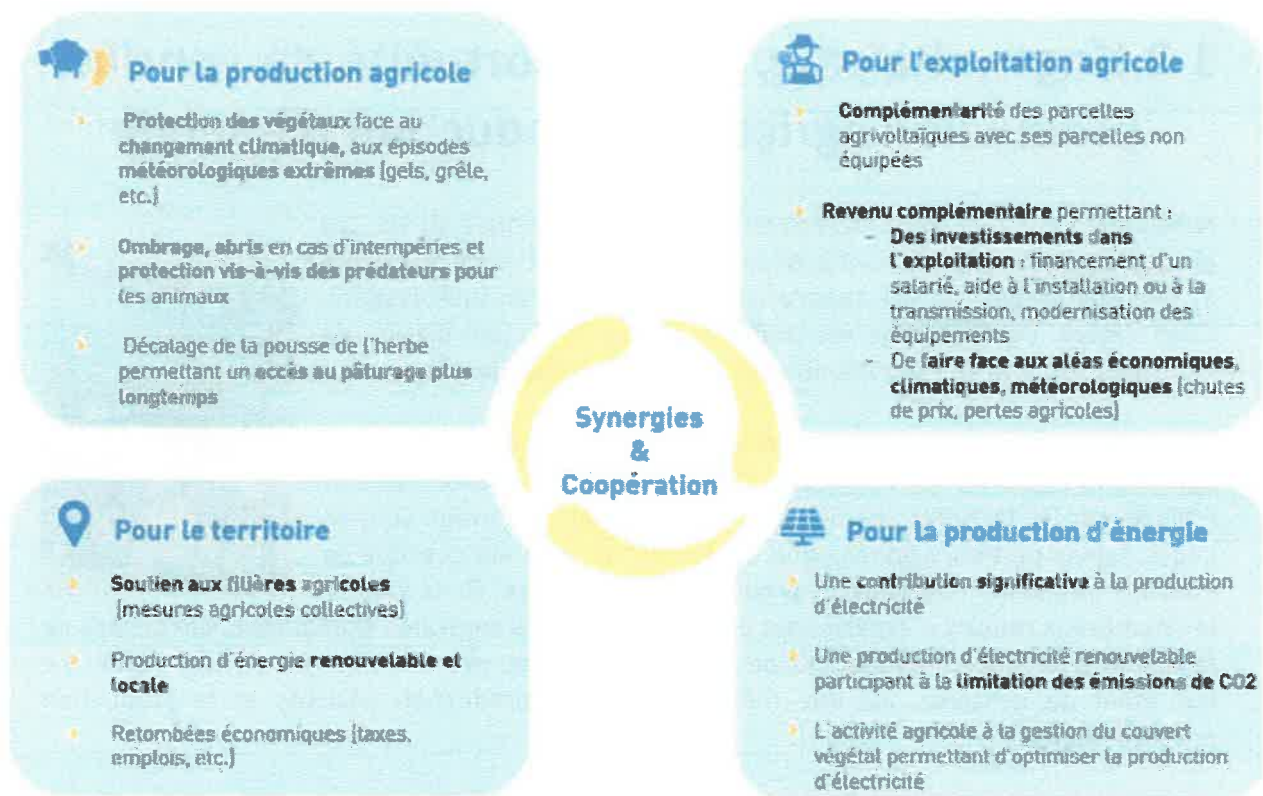 Pour la production agricole
Protection des végétaux face au
changement climatique, aux épisodes
météorologiques extrêmes (gels, grêle,
etc.)
Ombrage, abris en cas d'intempéries et
protection vis-à-vis des prédateurs pour
les animaux
Décalage de la pousse de l'herbe
permettant un accès au pâturage plus
longtemps
Pour l'exploitation agricole
Complémentarité des parcelles
agrivoltaïques avec ses parcelles non
équipées
Revenu complémentaire permettant :
- Des investissements dans
l'exploitation : financement d'un
salarié, aide à l'installation ou à la
transmission, modernisation des
équipements
- De faire face aux aléas économiques,
climatiques, météorologiques (chutes
de prix, pertes agricoles)
Synergies
&
Coopération
Pour le territoire
Soutien aux filières agricoles
(mesures agricoles collectives)
Production d'énergie renouvelable et
locale
Retombées économiques (taxes,
emplois, etc.)
Pour la production d'énergie
Une contribution significative à la production
d'électricité
Une production d'électricité renouvelable
participant à la limitation des émissions de CO2
L'activité agricole à la gestion du couvert
végétal permettant d'optimiser la production
d'électricité